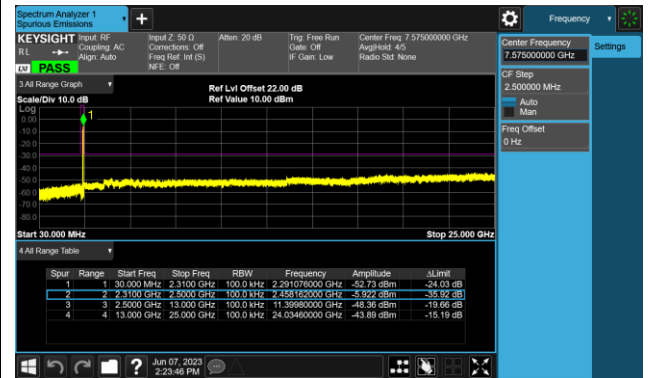 Spectrum Analyzer 1
Spurious Emissions
Frequency
KEYSIGHT Input: RF Input Z: 50 Ω Atten: 20 dB Trig: Free Run Center Freq: 7.575000000 GHz
RL Coupling: AC Corrections: Off Gate: Off Avg|Hold: 4/5
Align: Auto Freq Ref: Int (S) IF Gain: Low Radio Std: None
NFE: Off
LXI PASS
Center Frequency
7.575000000 GHz
Settings
CF Step
2.500000 MHz
Auto
Man
Freq Offset
0 Hz
3 All Range Graph
Ref Lvl Offset 22.00 dB
Scale/Div 10.0 dB Ref Value 10.00 dBm
Log
1
0.00
-10.0
-20.0
-30.0
-40.0
-50.0
-60.0
-70.0
-80.0
Start 30.000 MHz Stop 25.000 GHz
4 All Range Table
Spur Range Start Freq Stop Freq RBW Frequency Amplitude ΔLimit
1 1 30.000 MHz 2.3100 GHz 100.0 kHz 2.291076000 GHz -52.73 dBm -24.03 dB
2 2 2.3100 GHz 2.5000 GHz 100.0 kHz 2.458162000 GHz -5.922 dBm -35.92 dB
3 3 2.5000 GHz 13.000 GHz 100.0 kHz 11.39980000 GHz -48.36 dBm -19.66 dB
4 4 13.000 GHz 25.000 GHz 100.0 kHz 24.03460000 GHz -43.89 dBm -15.19 dB
?
Jun 07, 2023
2:23:46 PM